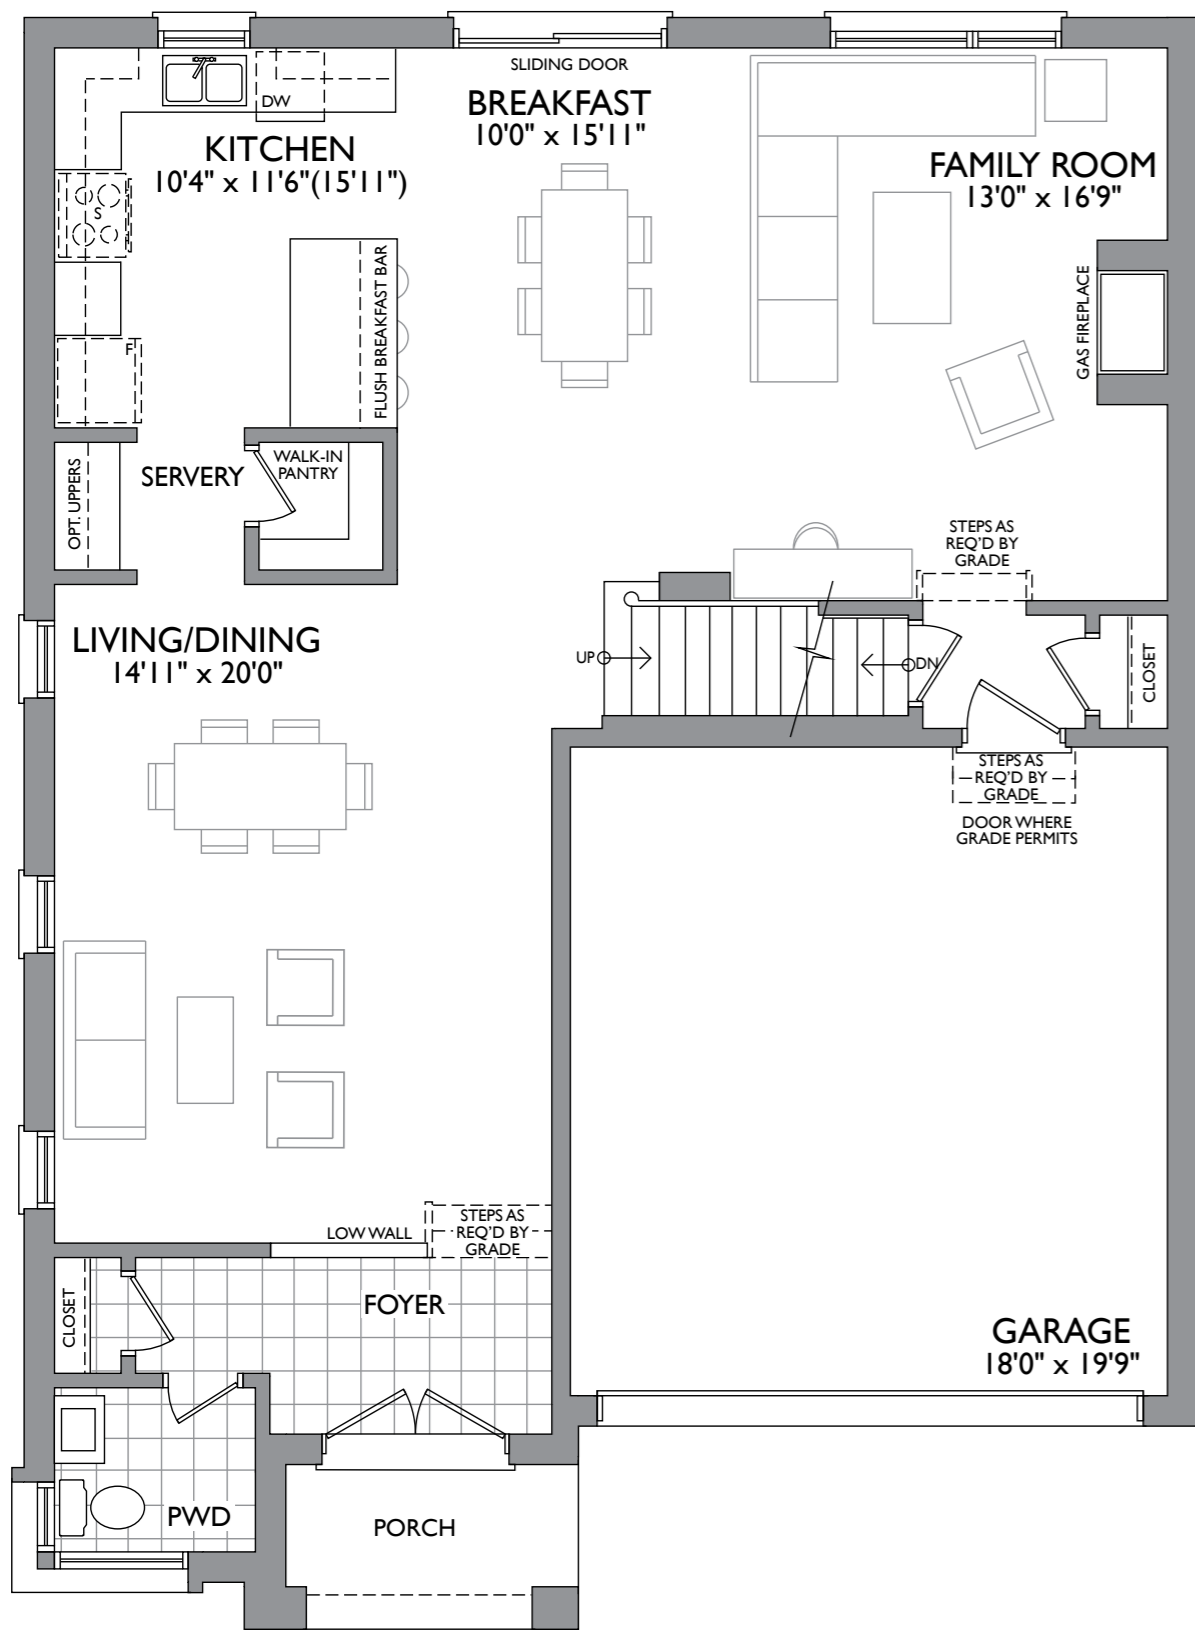 SLIDING DOOR
BREAKFAST
10'0" x 15'11"
DW
KITCHEN
10'4" x 11'6"(15'11")
FAMILY ROOM
13'0" x 16'9"
S
FLUSH BREAKFAST BAR
GAS FIREPLACE
F
OPT. UPPERS
SERVERY
WALK-IN
PANTRY
STEPS AS
REQ'D BY
GRADE
LIVING/DINING
14'11" x 20'0"
UP
DN
CLOSET
STEPS AS
REQ'D BY
GRADE
DOOR WHERE
GRADE PERMITS
LOW WALL
STEPS AS
REQ'D BY
GRADE
CLOSET
FOYER
GARAGE
18'0" x 19'9"
PWD
PORCH